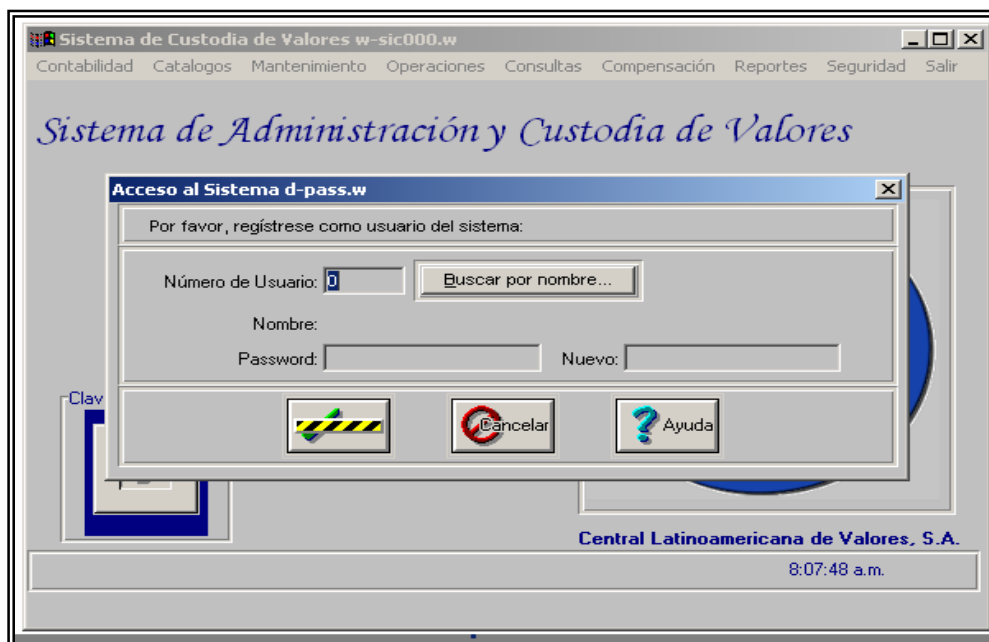 Sistema de Custodia de Valores w-sic000.w
Contabilidad Catalogos Mantenimiento Operaciones Consultas Compensación Reportes Seguridad Salir
Sistema de Administración y Custodia de Valores
Acceso al Sistema d-pass.w
Por favor, regístrese como usuario del sistema:
Número de Usuario: 0 Buscar por nombre...
Nombre:
Password: Nuevo:
Clav
Cancelar Ayuda
Central Latinoamericana de Valores, S.A.
8:07:48 a.m.